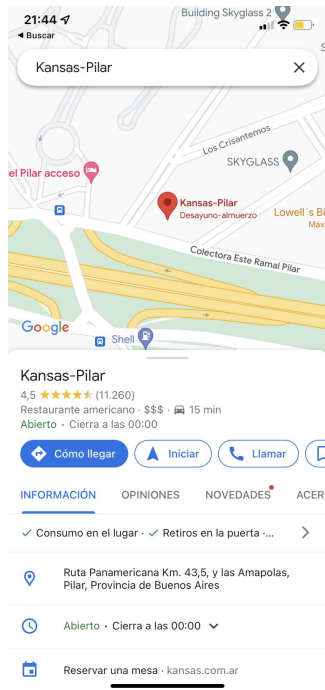 21:44
Building Skyglass 2
◀ Buscar
Kansas-Pilar
Los Crisantemos
SKYGLASS
el Pilar acceso
Kansas-Pilar
Desayuno-almuerzo
Lowell´s Bi
Máxi
Colectora Este Ramal Pilar
Google
Shell
Kansas-Pilar
4,5 ★★★★★ (11.260)
Restaurante americano · $$$ · 15 min
Abierto · Cierra a las 00:00
Cómo llegar
Iniciar
Llamar
INFORMACIÓN OPINIONES NOVEDADES ACER
✓ Consumo en el lugar · ✓ Retiros en la puerta ·...
Ruta Panamericana Km. 43,5, y las Amapolas,
Pilar, Provincia de Buenos Aires
Abierto · Cierra a las 00:00
Reservar una mesa · kansas.com.ar